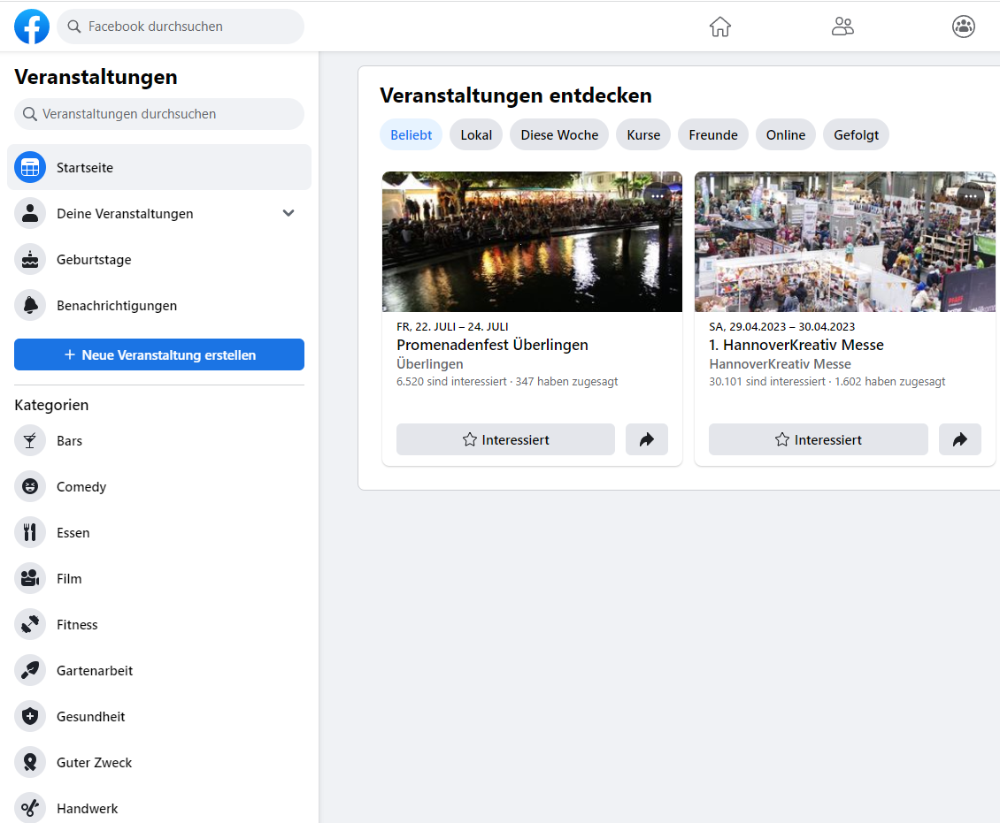 Facebook durchsuchen
Veranstaltungen
Veranstaltungen durchsuchen
Startseite
Deine Veranstaltungen
Geburtstage
Benachrichtigungen
+ Neue Veranstaltung erstellen
Kategorien
Bars
Comedy
Essen
Film
Fitness
Gartenarbeit
Gesundheit
Guter Zweck
Handwerk
Veranstaltungen entdecken
Beliebt Lokal Diese Woche Kurse Freunde Online Gefolgt
FR, 22. JULI – 24. JULI
Promenadenfest Überlingen
Überlingen
6.520 sind interessiert · 347 haben zugesagt
Interessiert
SA, 29.04.2023 – 30.04.2023
1. HannoverKreativ Messe
HannoverKreativ Messe
30.101 sind interessiert · 1.602 haben zugesagt
Interessiert